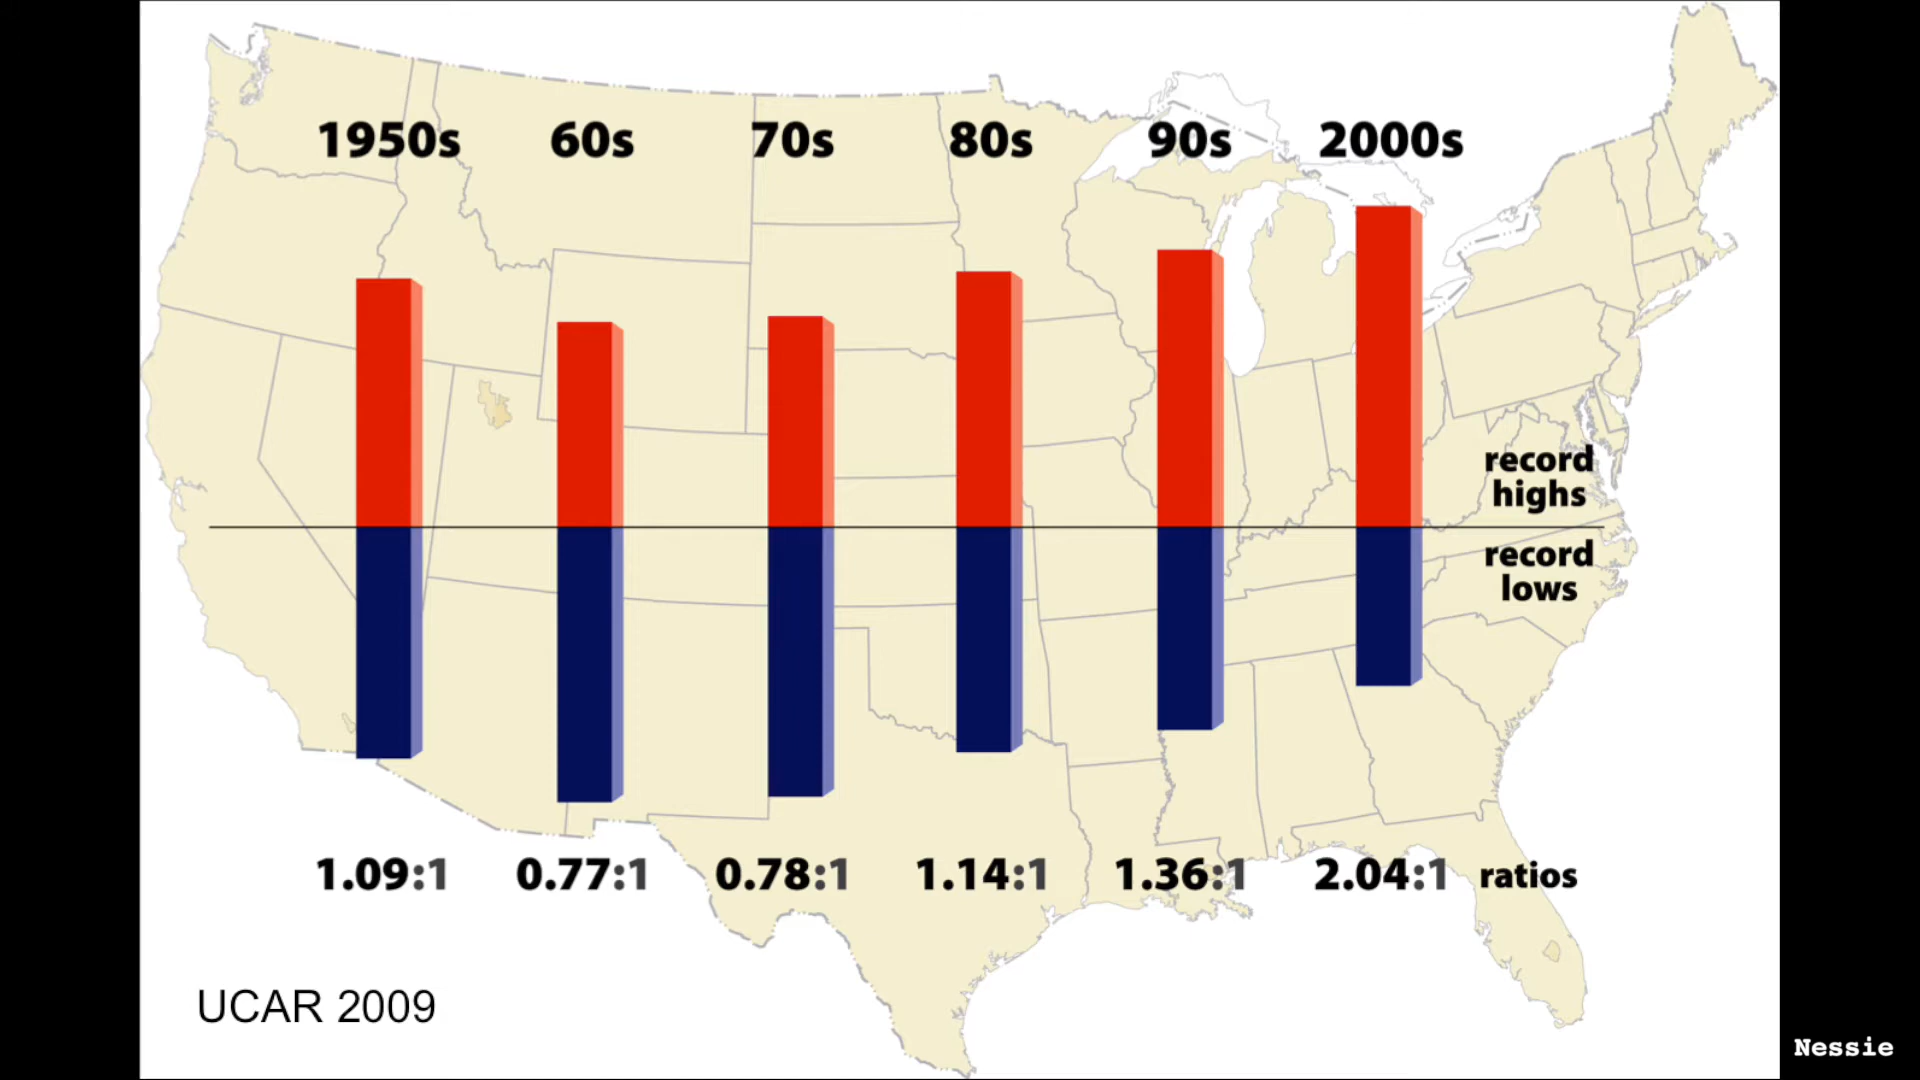 1950s 60s 70s 80s 90s 2000s
record
highs
record
lows
1.09:1 0.77:1 0.78:1 1.14:1 1.36:1 2.04:1 ratios
UCAR 2009
Nessie